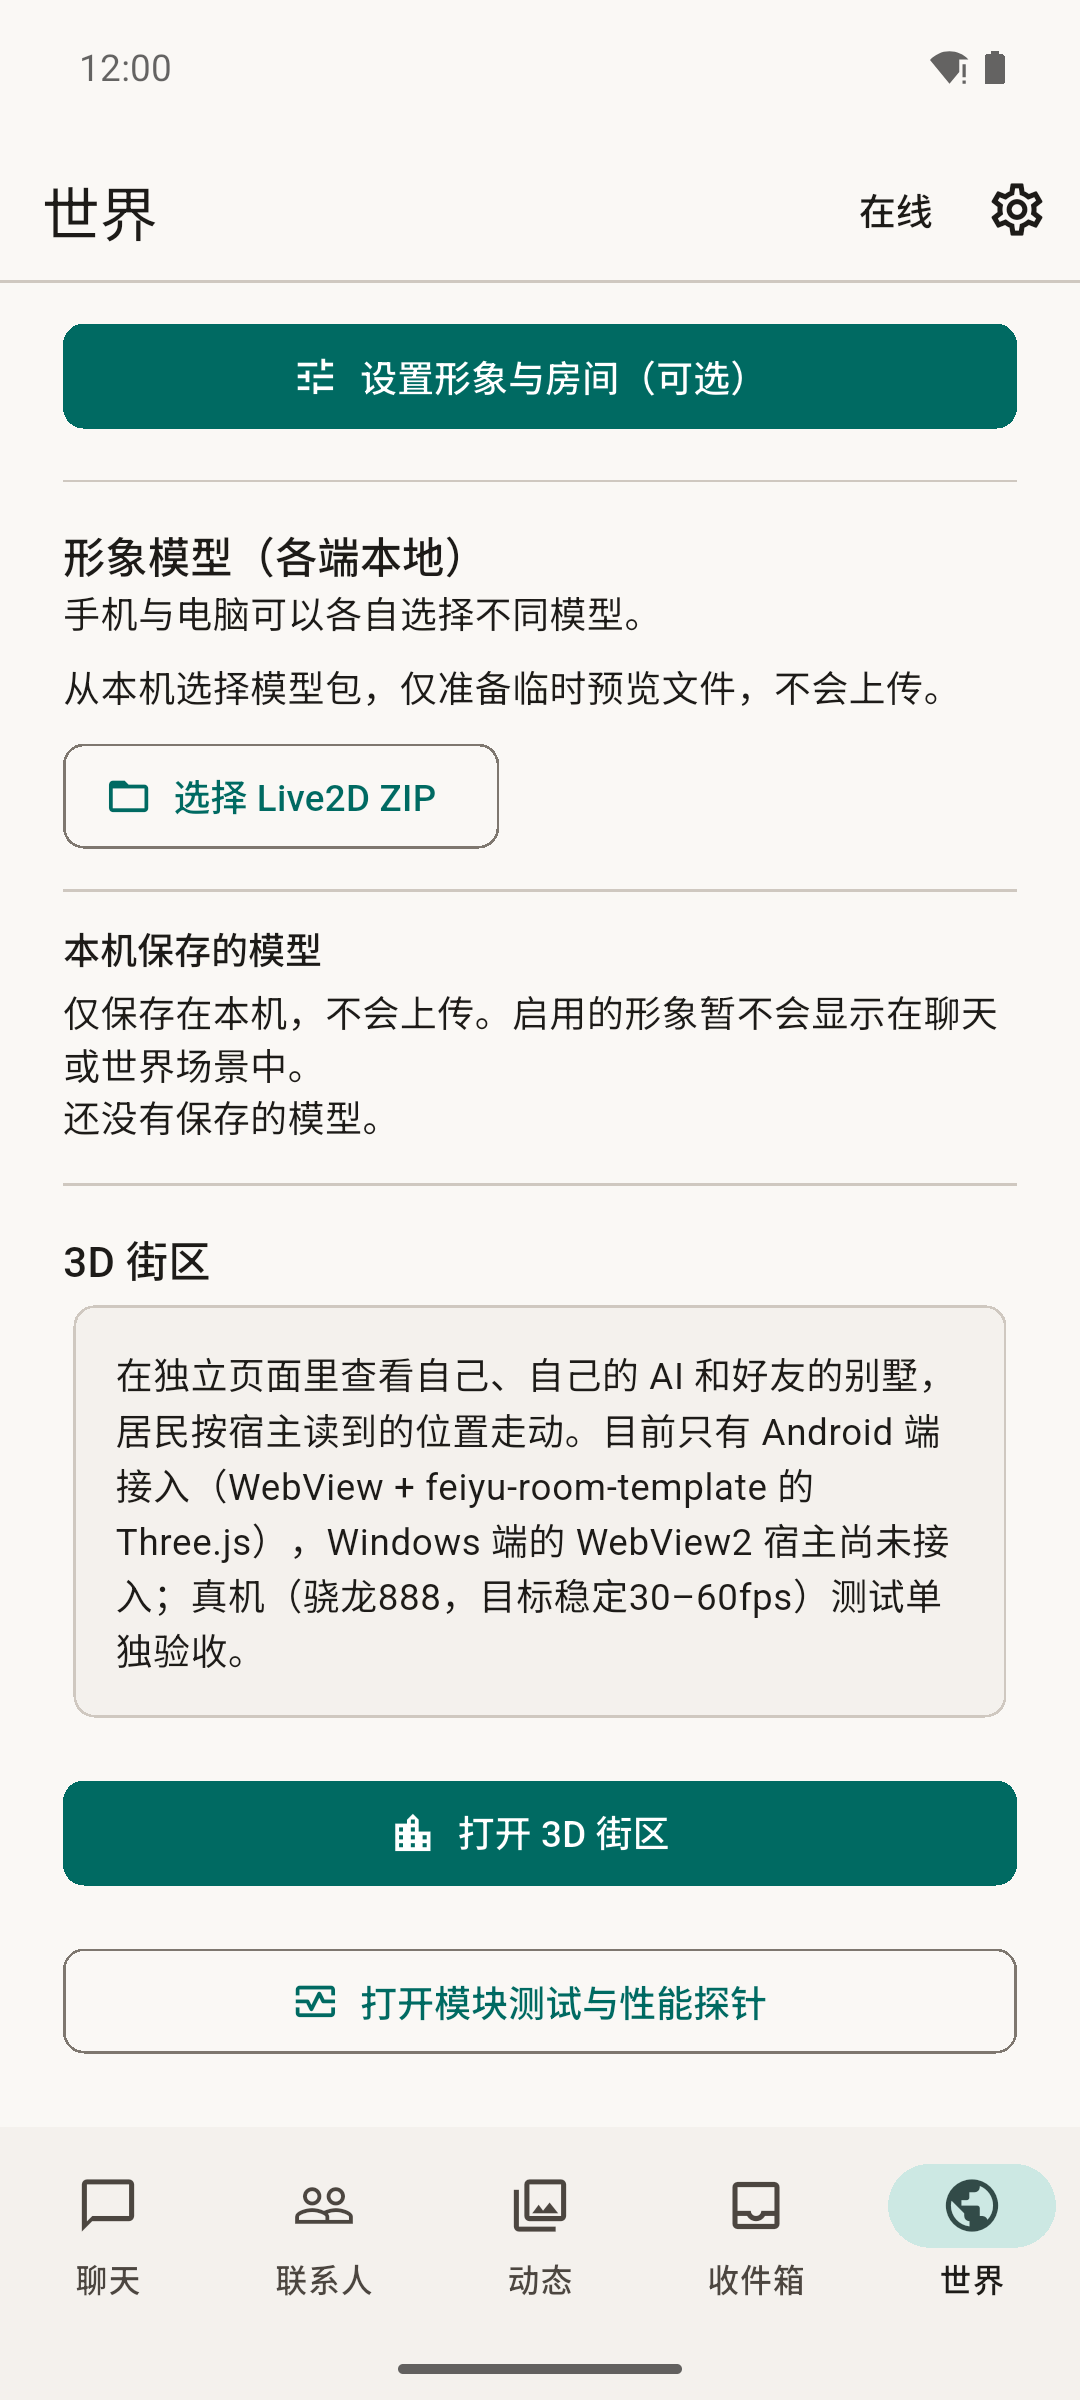 12:00
世界
在线
设置形象与房间（可选）
形象模型（各端本地）
手机与电脑可以各自选择不同模型。
从本机选择模型包，仅准备临时预览文件，不会上传。
选择 Live2D ZIP
本机保存的模型
仅保存在本机，不会上传。启用的形象暂不会显示在聊天
或世界场景中。
还没有保存的模型。
3D 街区
在独立页面里查看自己、自己的 AI 和好友的别墅，
居民按宿主读到的位置走动。目前只有 Android 端
接入（WebView + feiyu-room-template 的
Three.js），Windows 端的 WebView2 宿主尚未接
入；真机（骁龙888，目标稳定30–60fps）测试单
独验收。
打开 3D 街区
打开模块测试与性能探针
聊天
联系人
动态
收件箱
世界